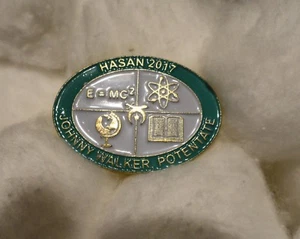 HASAN 2017
E=MC²
JOHNNY WALKER, POTENTATE